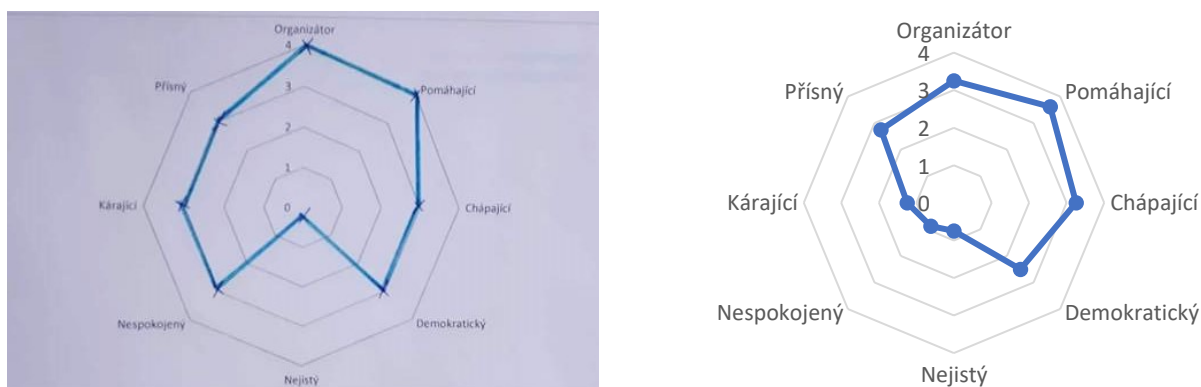 Organizátor
4
Pomáhající
3
2
1
0
Chápající
Demokratický
Nejistý
Nespokojený
Kárající
Přísný
Organizátor
4
Pomáhající
3
2
1
0
Chápající
Demokratický
Nejistý
Nespokojený
Kárající
Přísný